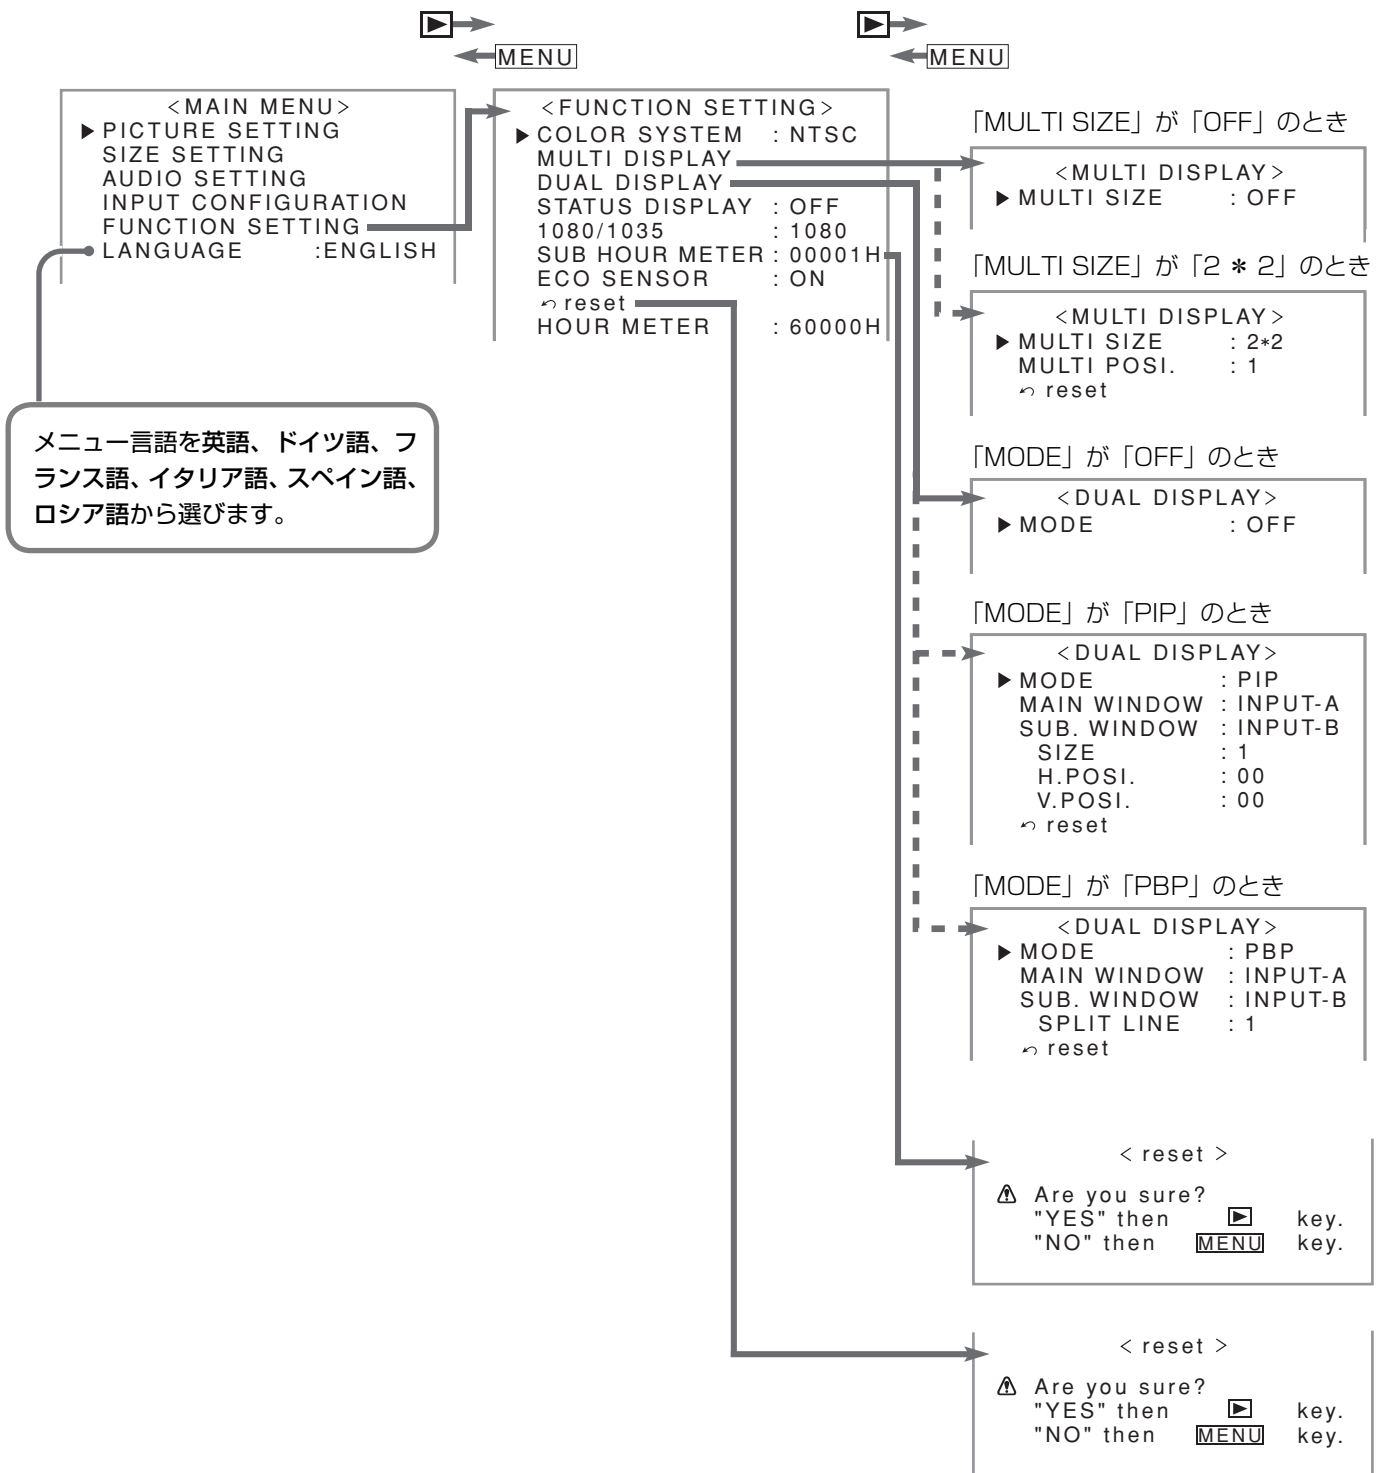 MENU
MENU
<MAIN MENU>
▶ PICTURE SETTING
SIZE SETTING
AUDIO SETTING
INPUT CONFIGURATION
FUNCTION SETTING
LANGUAGE :ENGLISH
メニュー言語を英語、ドイツ語、フ
ランス語、イタリア語、スペイン語、
ロシア語から選びます。
<FUNCTION SETTING>
▶ COLOR SYSTEM : NTSC
MULTI DISPLAY
DUAL DISPLAY
STATUS DISPLAY : OFF
1080/1035 : 1080
SUB HOUR METER : 00001H
ECO SENSOR : ON
↶ reset
HOUR METER : 60000H
「MULTI SIZE」が「OFF」のとき
<MULTI DISPLAY>
▶ MULTI SIZE : OFF
「MULTI SIZE」が「2 * 2」のとき
<MULTI DISPLAY>
▶ MULTI SIZE : 2*2
MULTI POSI. : 1
↶ reset
「MODE」が「OFF」のとき
<DUAL DISPLAY>
▶ MODE : OFF
「MODE」が「PIP」のとき
<DUAL DISPLAY>
▶ MODE : PIP
MAIN WINDOW : INPUT-A
SUB. WINDOW : INPUT-B
SIZE : 1
H.POSI. : 00
V.POSI. : 00
↶ reset
「MODE」が「PBP」のとき
<DUAL DISPLAY>
▶ MODE : PBP
MAIN WINDOW : INPUT-A
SUB. WINDOW : INPUT-B
SPLIT LINE : 1
↶ reset
< reset >
⚠ Are you sure?
"YES" then ▶ key.
"NO" then MENU key.
< reset >
⚠ Are you sure?
"YES" then ▶ key.
"NO" then MENU key.